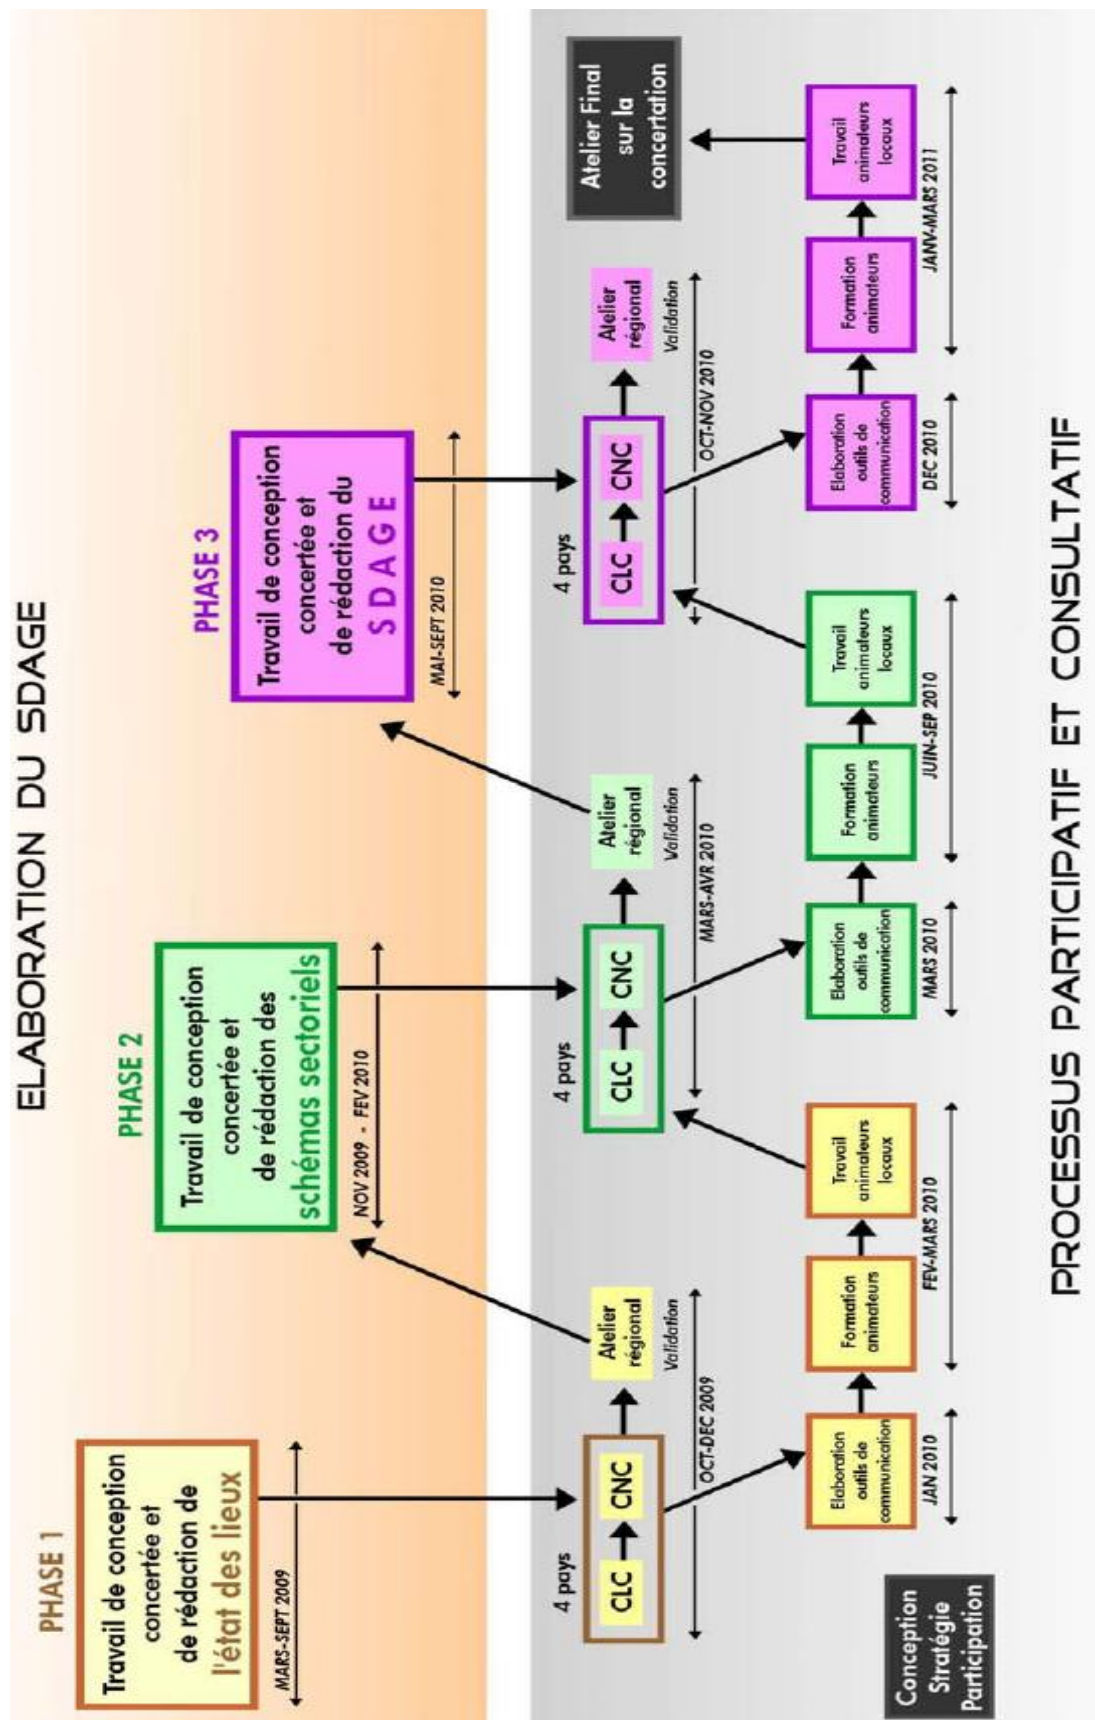 ELABORATION DU SDAGE
PHASE 1
Travail de conception
concertée et
de rédaction de
l'état des lieux
MARS-SEPT 2009
PHASE 2
Travail de conception
concertée et
de rédaction des
schémas sectoriels
NOV 2009 - FEV 2010
PHASE 3
Travail de conception
concertée et
de rédaction du
SDAGE
MAI-SEPT 2010
4 pays
CLC
CNC
Atelier
régional
Validation
OCT-DEC 2009
4 pays
CLC
CNC
Atelier
régional
Validation
MARS-AVR 2010
4 pays
CLC
CNC
Atelier
régional
Validation
OCT-NOV 2010
Atelier Final
sur la
concertation
Conception
Stratégie
Participation
Elaboration
outils de
communication
JAN 2010
Formation
animateurs
Travail
animateurs
locaux
FEV-MARS 2010
Elaboration
outils de
communication
MARS 2010
Formation
animateurs
Travail
animateurs
locaux
JUIN-SEP 2010
Elaboration
outils de
communication
DEC 2010
Formation
animateurs
Travail
animateurs
locaux
JANV-MARS 2011
PROCESSUS PARTICIPATIF ET CONSULTATIF